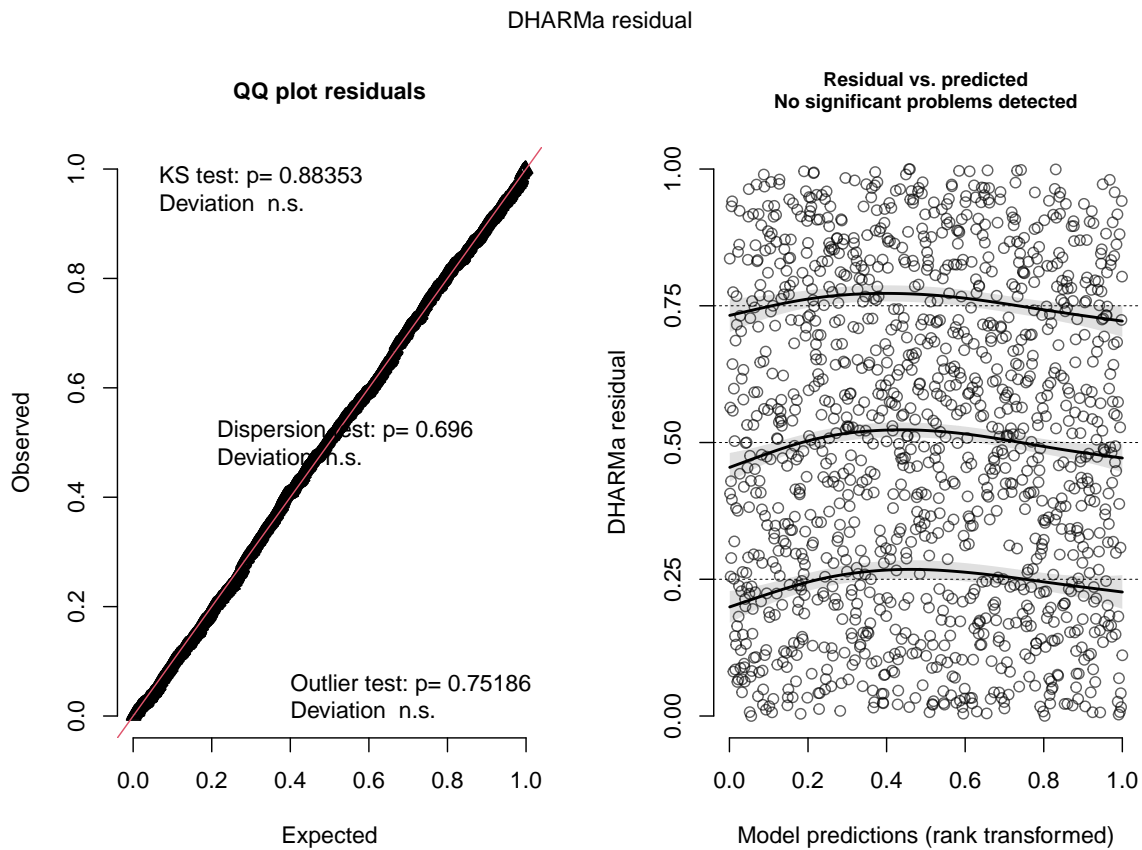 DHARMa residual
QQ plot residuals
KS test: p= 0.88353
Deviation  n.s.
Dispersion test: p= 0.696
Deviation  n.s.
Outlier test: p= 0.75186
Deviation  n.s.
Observed
1.0
0.8
0.6
0.4
0.2
0.0
0.0 0.2 0.4 0.6 0.8 1.0
Expected
Residual vs. predicted
No significant problems detected
DHARMa residual
1.00
0.75
0.50
0.25
0.00
0.0 0.2 0.4 0.6 0.8 1.0
Model predictions (rank transformed)